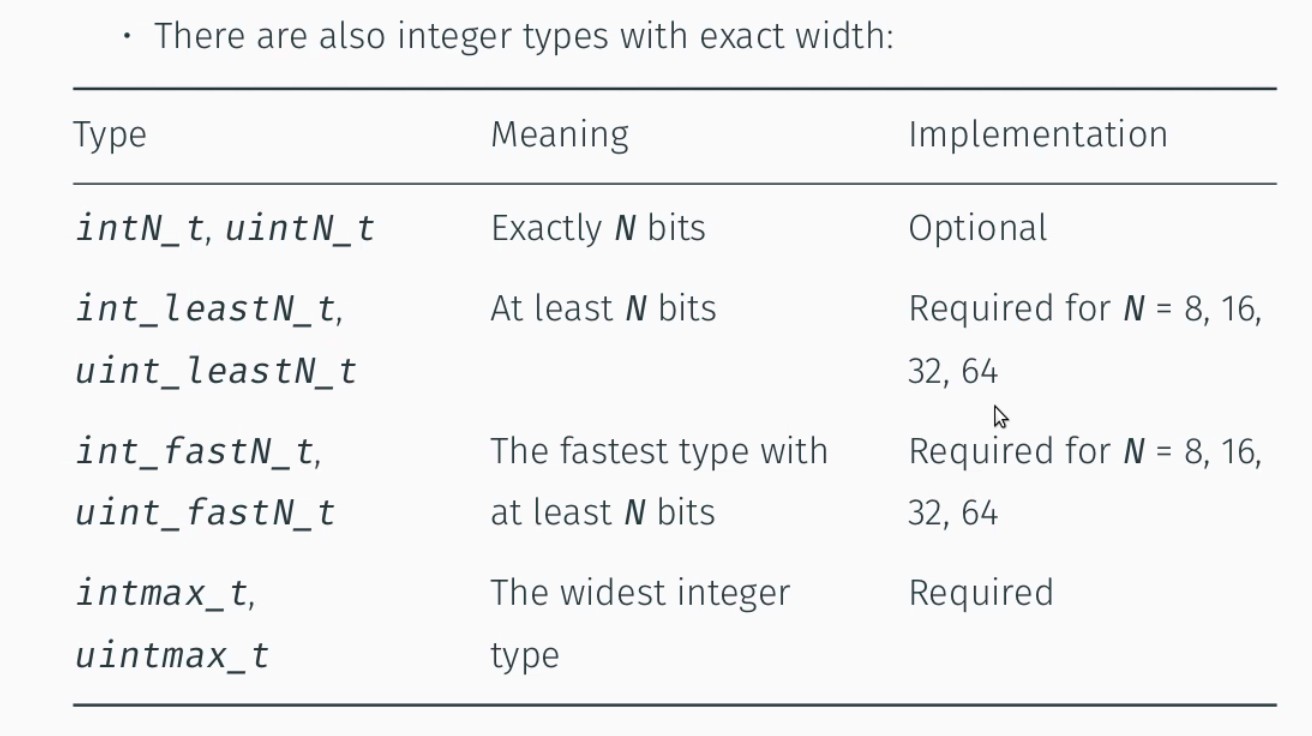 • There are also integer types with exact width:
Type Meaning Implementation
intN_t, uintN_t Exactly N bits Optional
int_leastN_t, At least N bits Required for N = 8, 16,
uint_leastN_t 32, 64
int_fastN_t, The fastest type with Required for N = 8, 16,
uint_fastN_t at least N bits 32, 64
intmax_t, The widest integer Required
uintmax_t type